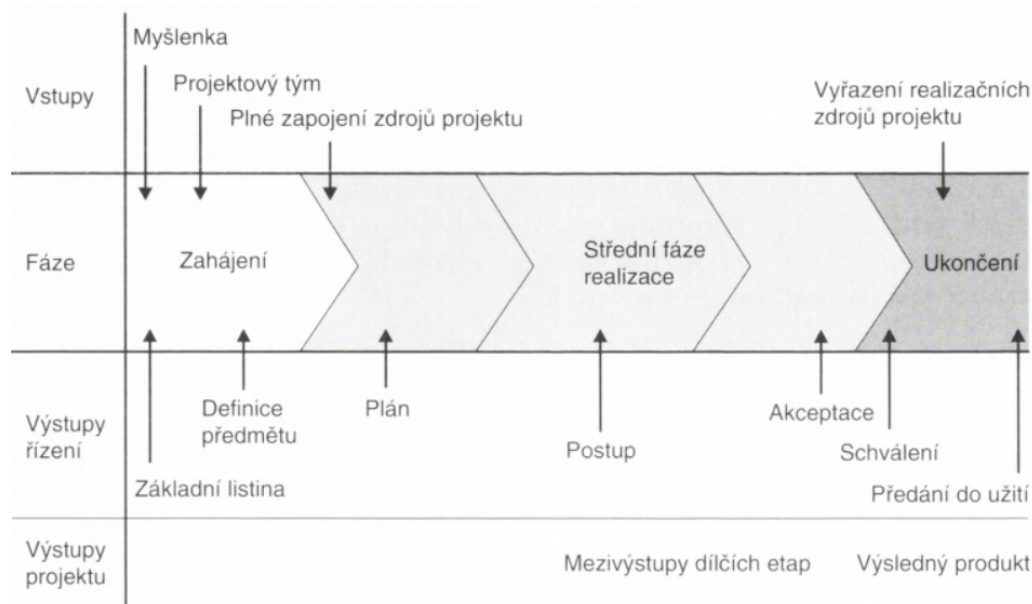 Myšlenka
Projektový tým
Vstupy
Plné zapojení zdrojů projektu
Vyřazení realizačních
zdrojů projektu
Fáze
Zahájení
Střední fáze
realizace
Ukončení
Výstupy
řízení
Definice
předmětu
Plán
Postup
Akceptace
Schválení
Základní listina
Předání do užití
Výstupy
projektu
Mezivýstupy dílčích etap
Výsledný produkt